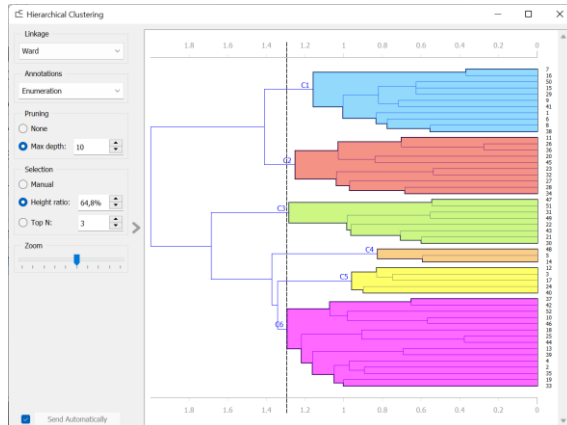 Hierarchical Clustering
Linkage
Ward
Annotations
Enumeration
Pruning
None
Max depth: 10
Selection
Manual
Height ratio: 64,8%
Top N: 3
Zoom
Send Automatically
1.8 1.6 1.4 1.2 1 0.8 0.6 0.4 0.2 0
C1
7
16
50
15
29
9
41
1
6
8
38
C2
11
26
36
20
45
23
32
27
28
34
C3
47
51
31
49
22
43
21
30
C4
48
5
14
C5
12
3
17
24
40
C6
37
42
52
10
46
18
25
44
13
39
4
2
35
19
33
1.8 1.6 1.4 1.2 1 0.8 0.6 0.4 0.2 0